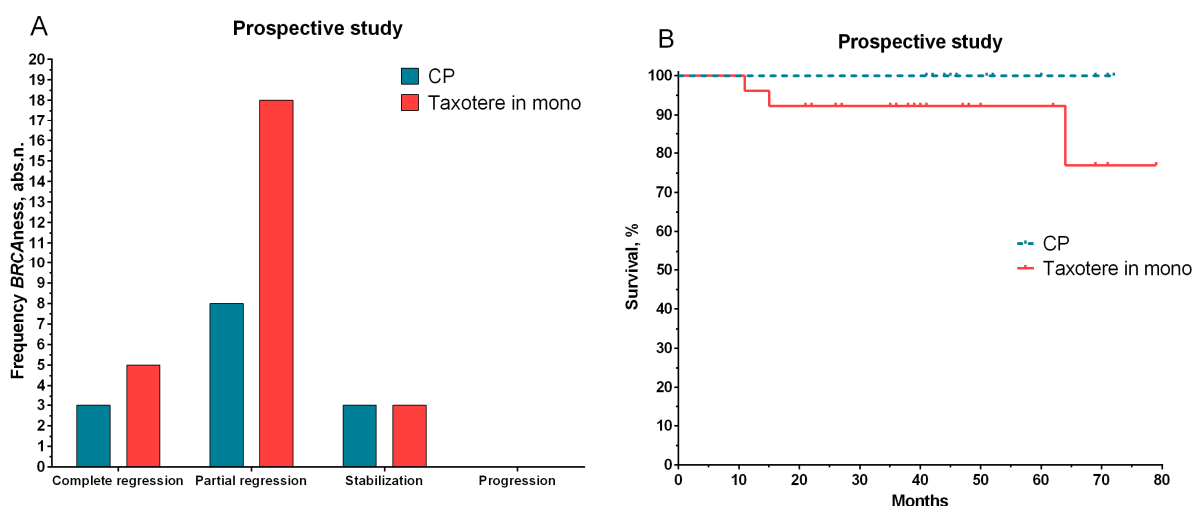 A
Prospective study
20
19
18
17
16
15
14
13
12
11
10
9
8
7
6
5
4
3
2
1
0
Frequency BRCAness, abs.n.
CP
Taxotere in mono
Complete regression
Partial regression
Stabilization
Progression
B
Prospective study
100
90
80
70
60
50
40
30
20
10
0
Survival, %
CP
Taxotere in mono
0
10
20
30
40
50
60
70
80
Months